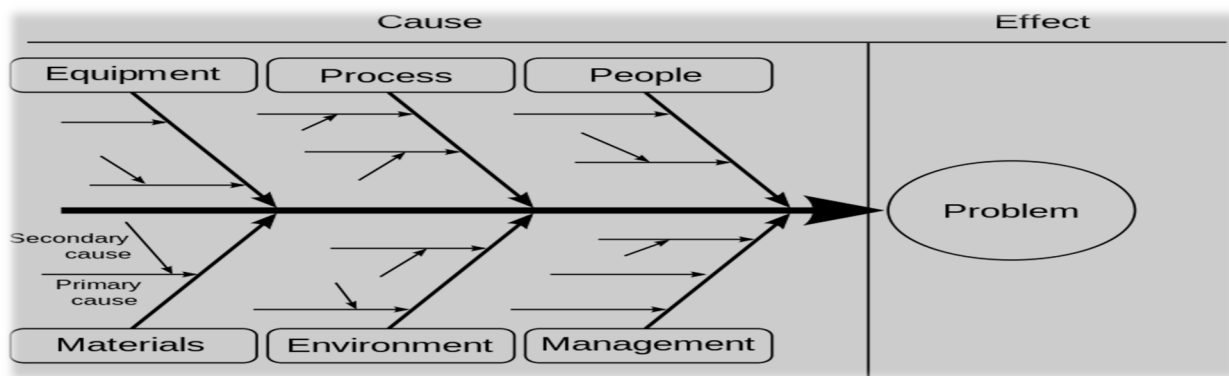 Cause
Effect
Equipment
Process
People
Problem
Secondary
cause
Primary
cause
Materials
Environment
Management